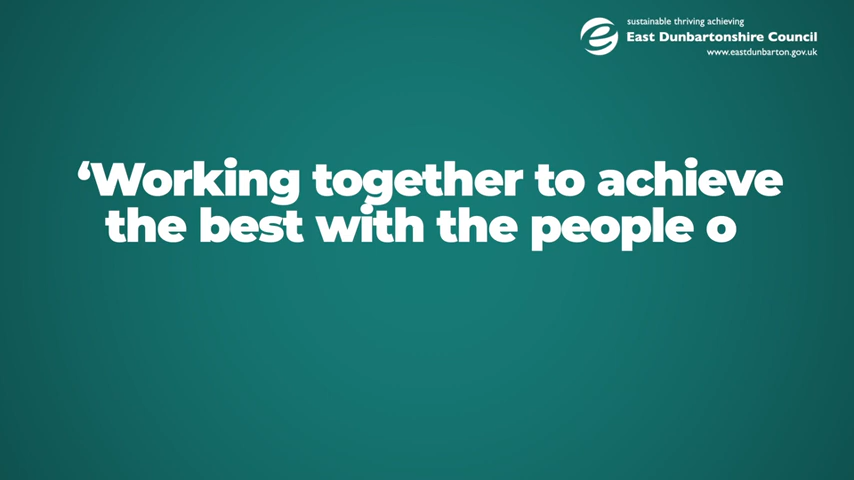 sustainable thriving achieving
East Dunbartonshire Council
www.eastdunbarton.gov.uk
‘Working together to achieve
the best with the people o